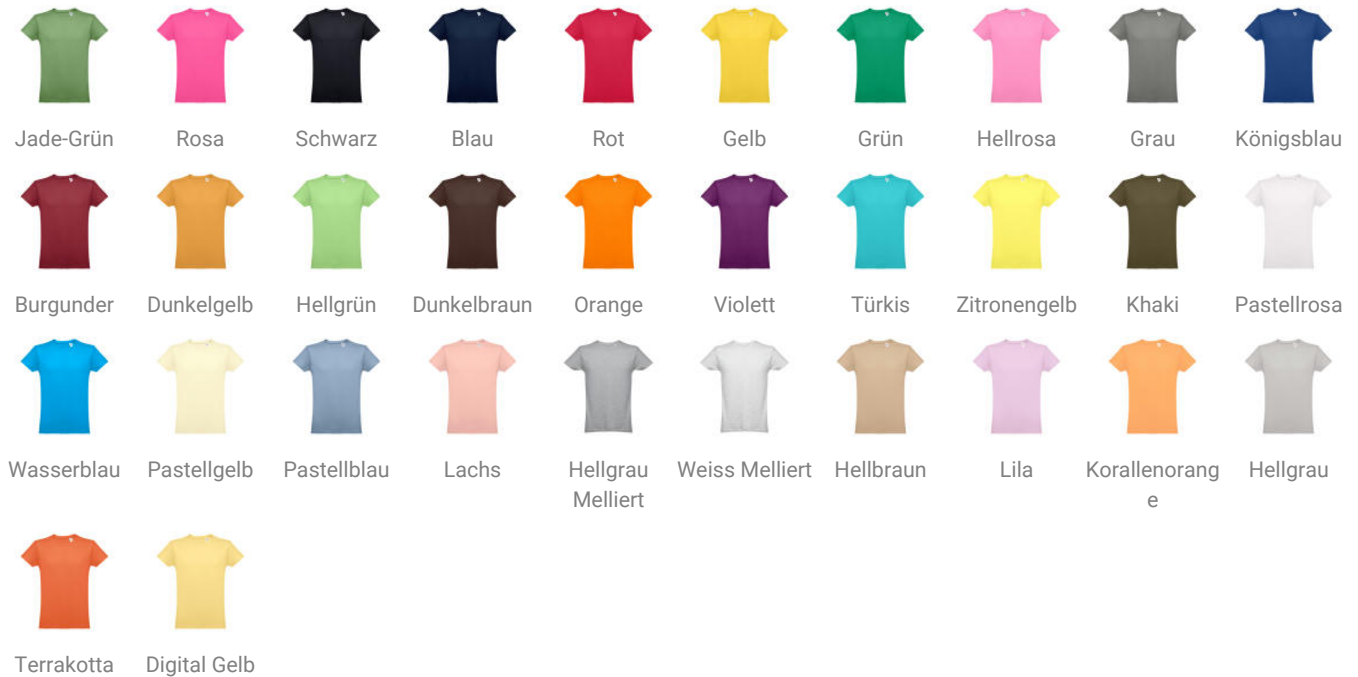 Jade-Grün Rosa Schwarz Blau Rot Gelb Grün Hellrosa Grau Königsblau
Burgunder Dunkelgelb Hellgrün Dunkelbraun Orange Violett Türkis Zitronengelb Khaki Pastellrosa
Wasserblau Pastellgelb Pastellblau Lachs Hellgrau Weiss Melliert Hellbraun Lila Korallenorang Hellgrau
Melliert e
Terrakotta Digital Gelb